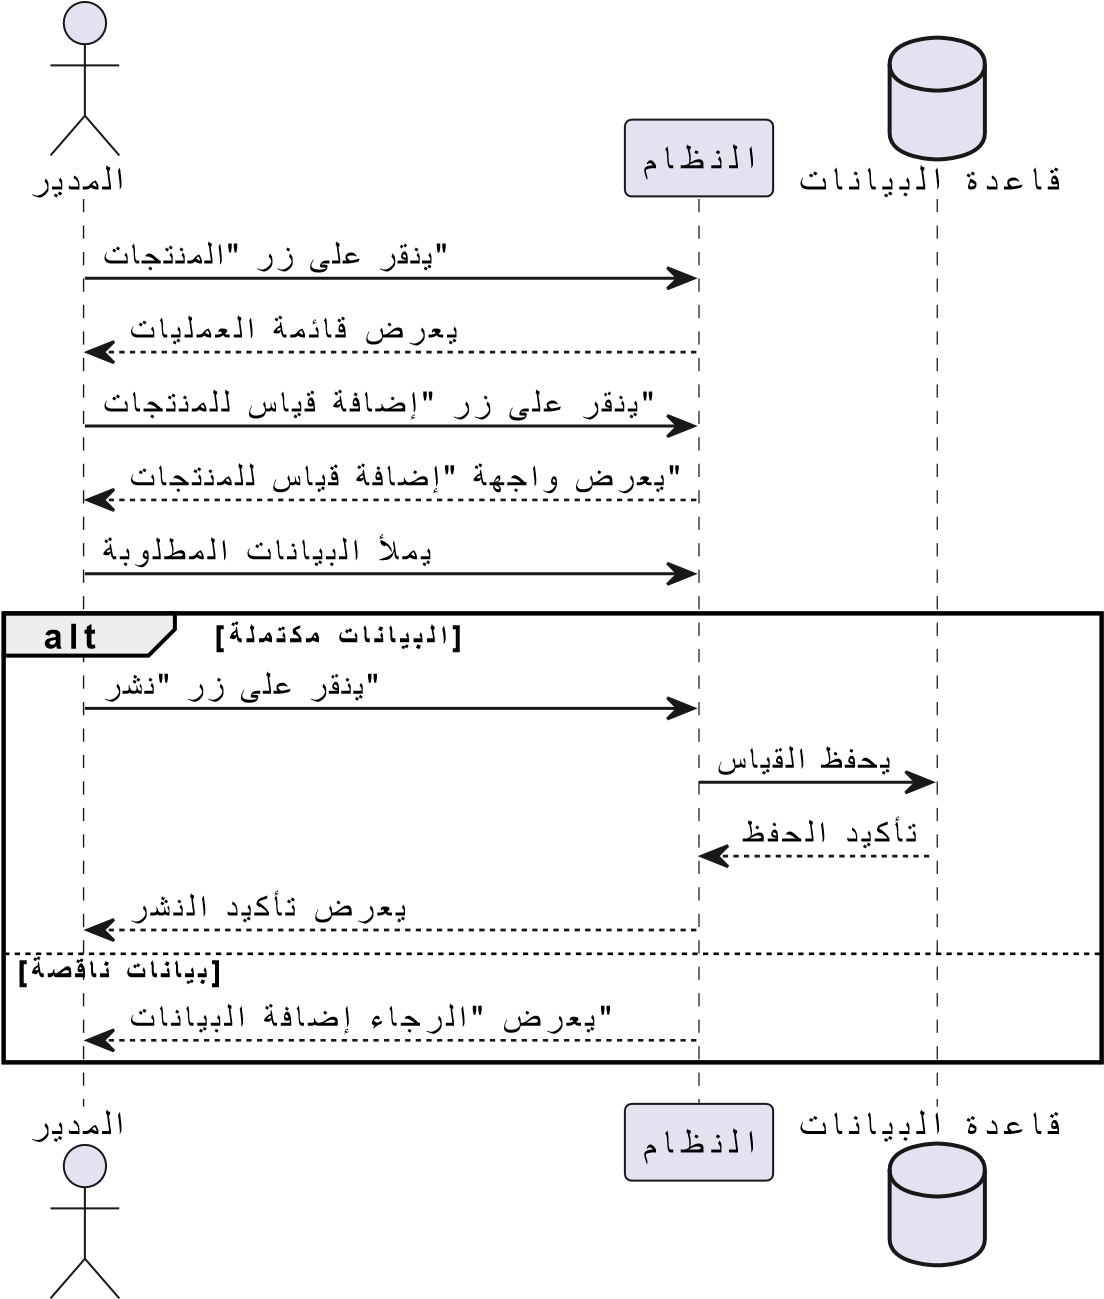 المدير
النظام
قاعدة البيانات
ينقر على زر "المنتجات"
يعرض قائمة العمليات
ينقر على زر "إضافة قياس للمنتجات"
يعرض واجهة "إضافة قياس للمنتجات"
يملأ البيانات المطلوبة
alt
[البيانات مكتملة]
ينقر على زر "نشر"
يحفظ القياس
تأكيد الحفظ
يعرض تأكيد النشر
[بيانات ناقصة]
يعرض "الرجاء إضافة البيانات"
المدير
النظام
قاعدة البيانات